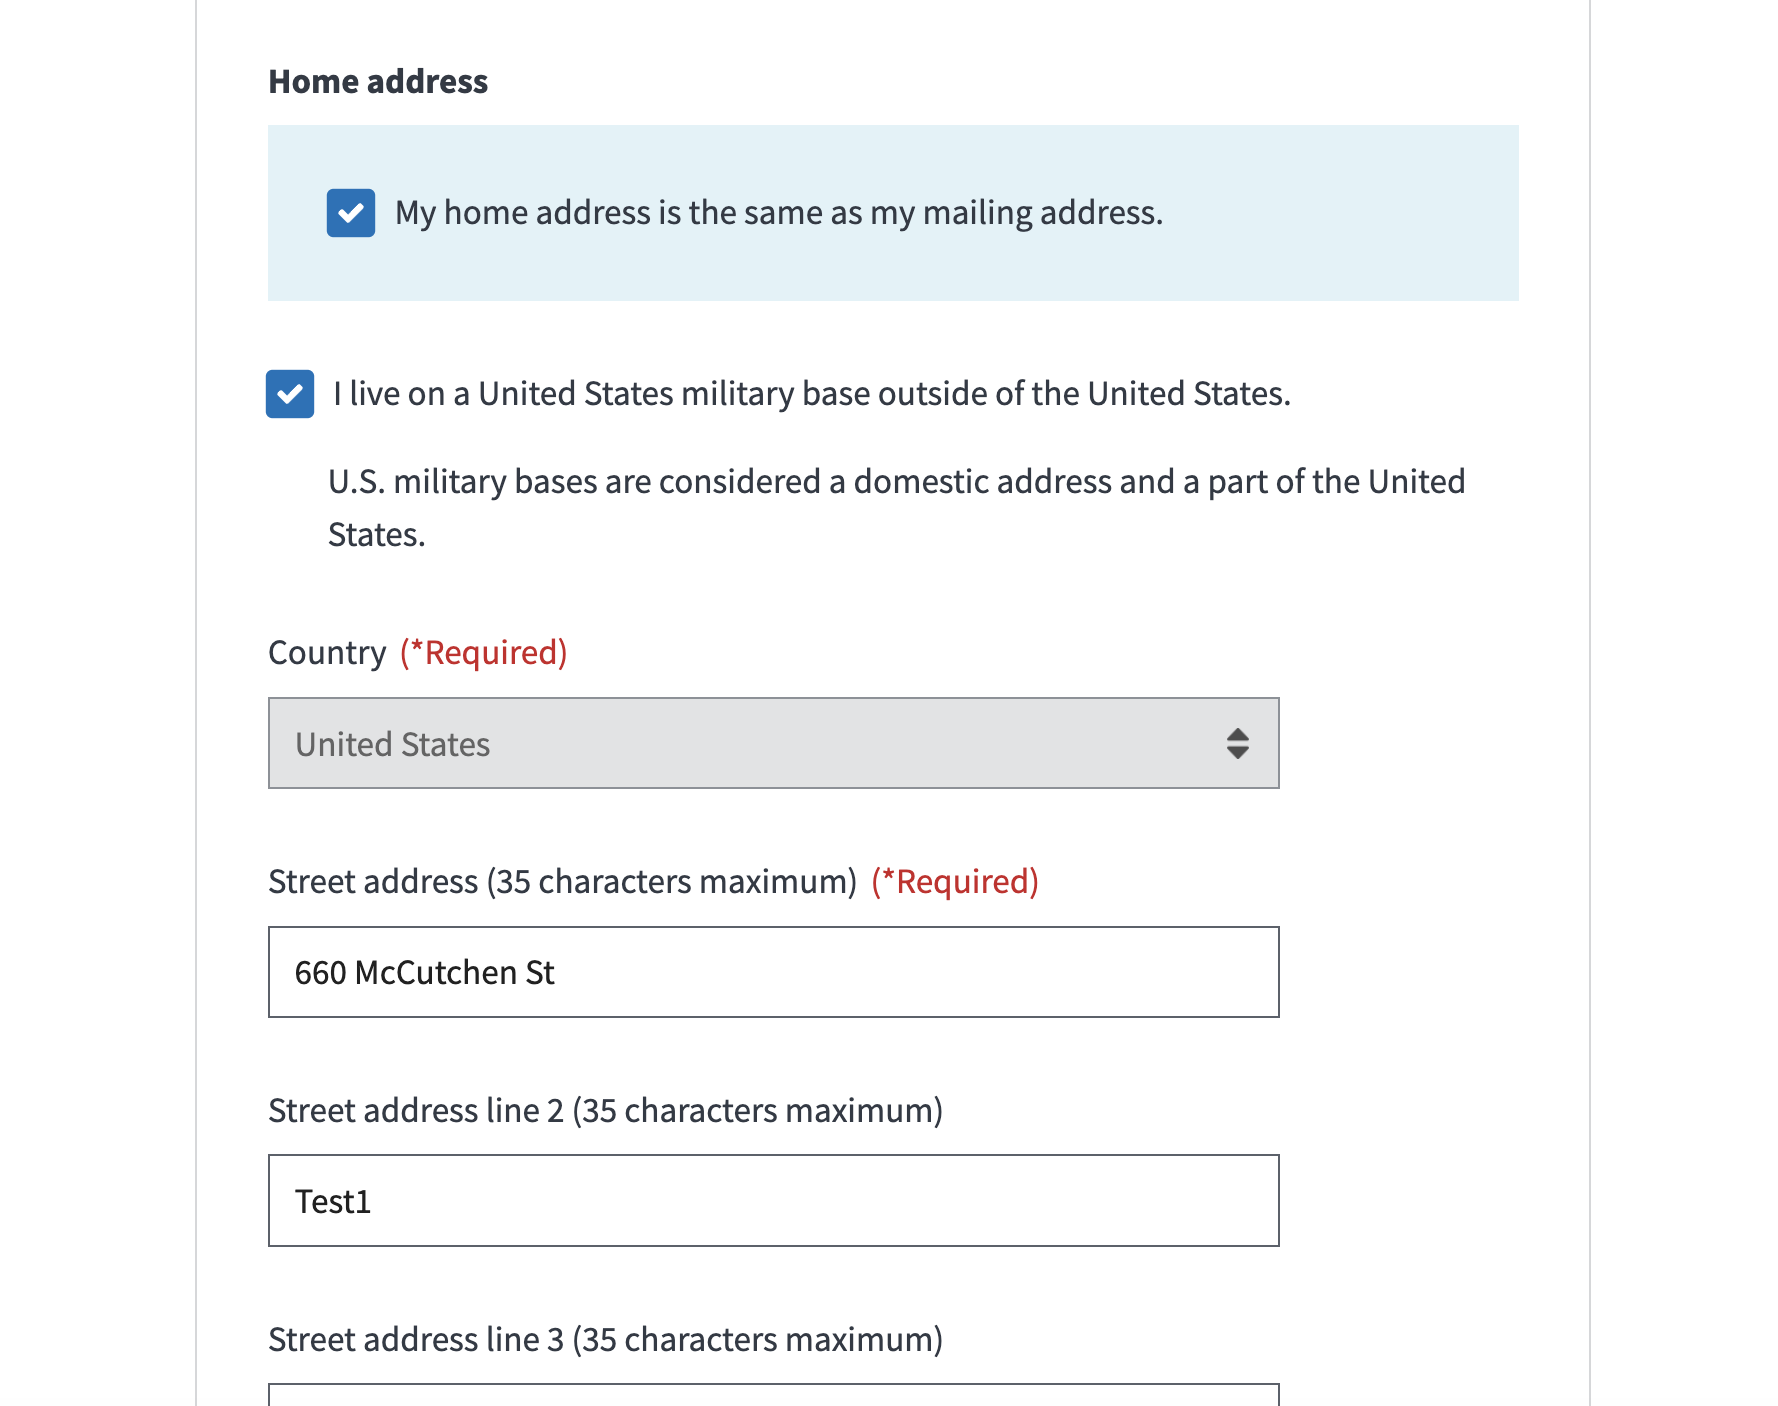 Home address
My home address is the same as my mailing address.
I live on a United States military base outside of the United States.
U.S. military bases are considered a domestic address and a part of the United
States.
Country (*Required)
United States
Street address (35 characters maximum) (*Required)
660 McCutchen St
Street address line 2 (35 characters maximum)
Test1
Street address line 3 (35 characters maximum)